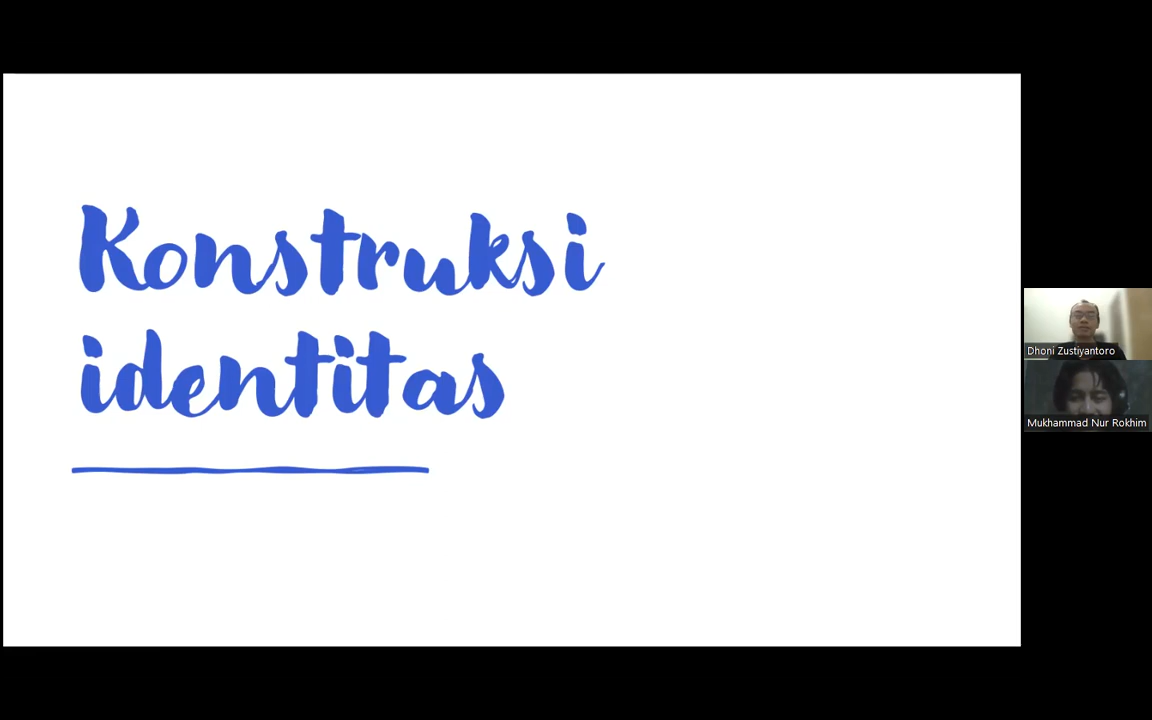 Konstruksi
identitas
Dhoni Zustiyantoro
Mukhammad Nur Rokhim